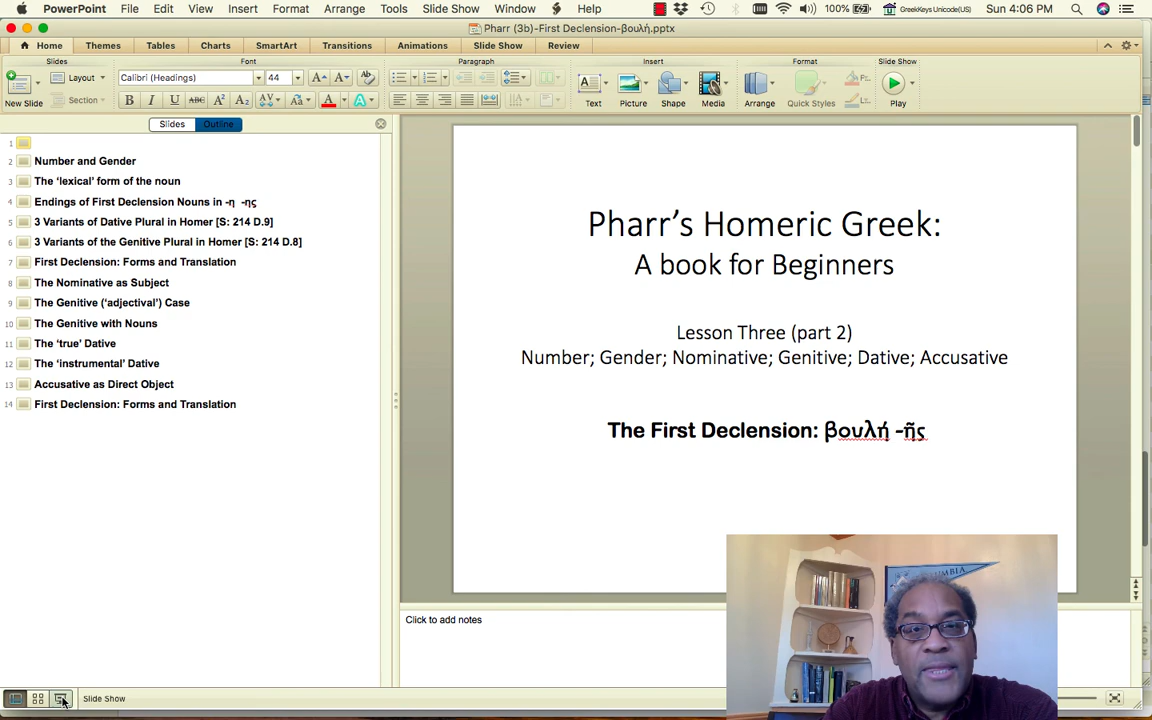 PowerPoint File Edit View Insert Format Arrange Tools Slide Show Window Help 100% GreekKeys Unicode(US) Sun 4:06 PM
Pharr (3b)-First Declension-βουλή.pptx
Home Themes Tables Charts SmartArt Transitions Animations Slide Show Review
Slides Font Paragraph Insert Format Slide Show
Layout Calibri (Headings) 44
New Slide Section B I U ABC A2 A2 Text Picture Shape Media Arrange Quick Styles Play
Slides Outline
1
2 Number and Gender
3 The ‘lexical’ form of the noun
4 Endings of First Declension Nouns in -η -ης
5 3 Variants of Dative Plural in Homer [S: 214 D.9]
6 3 Variants of the Genitive Plural in Homer [S: 214 D.8]
7 First Declension: Forms and Translation
8 The Nominative as Subject
9 The Genitive (‘adjectival’) Case
10 The Genitive with Nouns
11 The ‘true’ Dative
12 The ‘instrumental’ Dative
13 Accusative as Direct Object
14 First Declension: Forms and Translation
Pharr’s Homeric Greek:
A book for Beginners
Lesson Three (part 2)
Number; Gender; Nominative; Genitive; Dative; Accusative
The First Declension: βουλή -ῆς
Click to add notes
Slide Show